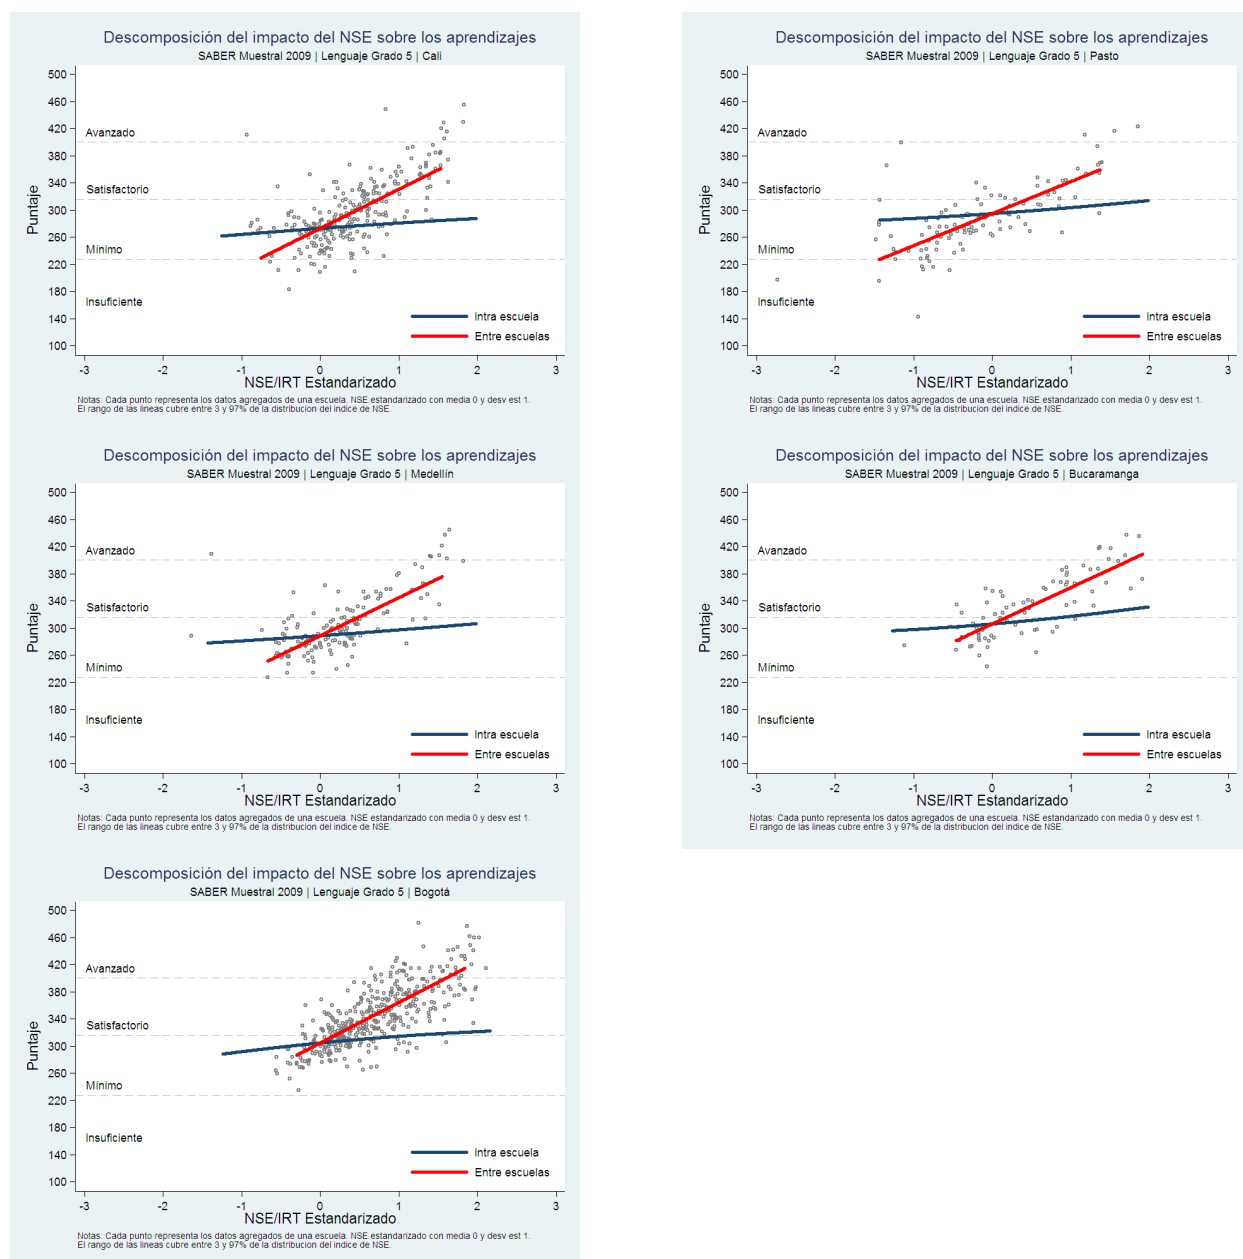 Descomposición del impacto del NSE sobre los aprendizajes
SABER Muestral 2009 | Lenguaje Grado 5 | Cali
500
460
420
380
340
300
260
220
180
140
100
Puntaje
Avanzado
Satisfactorio
Mínimo
Insuficiente
Intra escuela
Entre escuelas
-3 -2 -1 0 1 2 3
NSE/IRT Estandarizado
Notas: Cada punto representa los datos agregados de una escuela. NSE estandarizado con media 0 y desv est 1.
El rango de las lineas cubre entre 3 y 97% de la distribucion del indice de NSE.
Descomposición del impacto del NSE sobre los aprendizajes
SABER Muestral 2009 | Lenguaje Grado 5 | Pasto
500
460
420
380
340
300
260
220
180
140
100
Puntaje
Avanzado
Satisfactorio
Mínimo
Insuficiente
Intra escuela
Entre escuelas
-3 -2 -1 0 1 2 3
NSE/IRT Estandarizado
Notas: Cada punto representa los datos agregados de una escuela. NSE estandarizado con media 0 y desv est 1.
El rango de las lineas cubre entre 3 y 97% de la distribucion del indice de NSE.
Descomposición del impacto del NSE sobre los aprendizajes
SABER Muestral 2009 | Lenguaje Grado 5 | Medellín
500
460
420
380
340
300
260
220
180
140
100
Puntaje
Avanzado
Satisfactorio
Mínimo
Insuficiente
Intra escuela
Entre escuelas
-3 -2 -1 0 1 2 3
NSE/IRT Estandarizado
Notas: Cada punto representa los datos agregados de una escuela. NSE estandarizado con media 0 y desv est 1.
El rango de las lineas cubre entre 3 y 97% de la distribucion del indice de NSE.
Descomposición del impacto del NSE sobre los aprendizajes
SABER Muestral 2009 | Lenguaje Grado 5 | Bucaramanga
500
460
420
380
340
300
260
220
180
140
100
Puntaje
Avanzado
Satisfactorio
Mínimo
Insuficiente
Intra escuela
Entre escuelas
-3 -2 -1 0 1 2 3
NSE/IRT Estandarizado
Notas: Cada punto representa los datos agregados de una escuela. NSE estandarizado con media 0 y desv est 1.
El rango de las lineas cubre entre 3 y 97% de la distribucion del indice de NSE.
Descomposición del impacto del NSE sobre los aprendizajes
SABER Muestral 2009 | Lenguaje Grado 5 | Bogotá
500
460
420
380
340
300
260
220
180
140
100
Puntaje
Avanzado
Satisfactorio
Mínimo
Insuficiente
Intra escuela
Entre escuelas
-3 -2 -1 0 1 2 3
NSE/IRT Estandarizado
Notas: Cada punto representa los datos agregados de una escuela. NSE estandarizado con media 0 y desv est 1.
El rango de las lineas cubre entre 3 y 97% de la distribucion del indice de NSE.